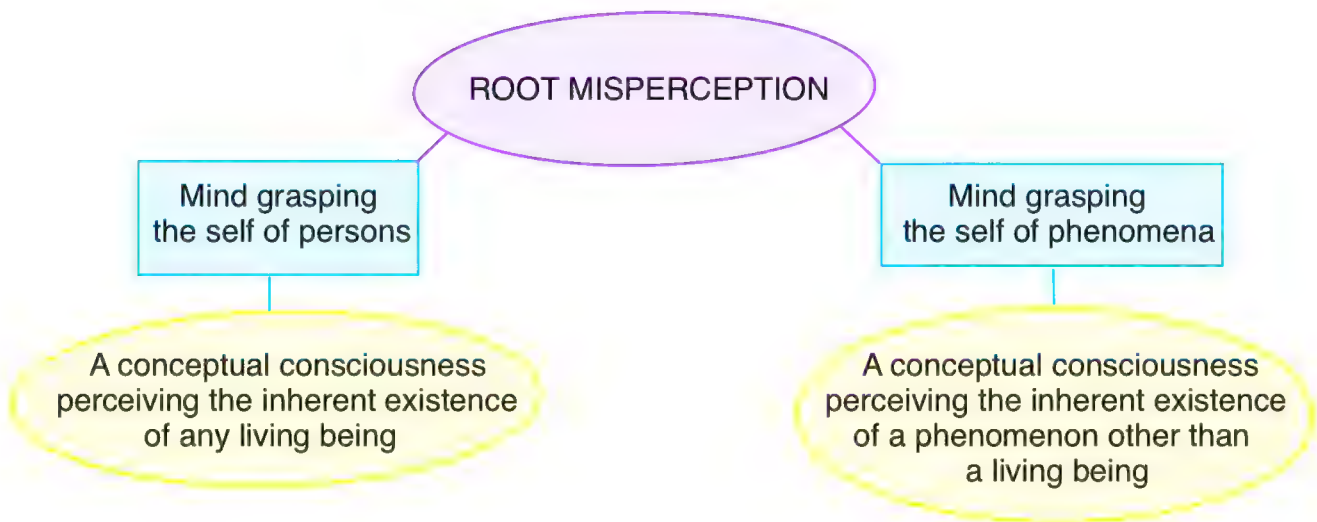 ROOT MISPERCEPTION
Mind grasping
the self of persons
Mind grasping
the self of phenomena
A conceptual consciousness
perceiving the inherent existence
of any living being
A conceptual consciousness
perceiving the inherent existence
of a phenomenon other than
a living being